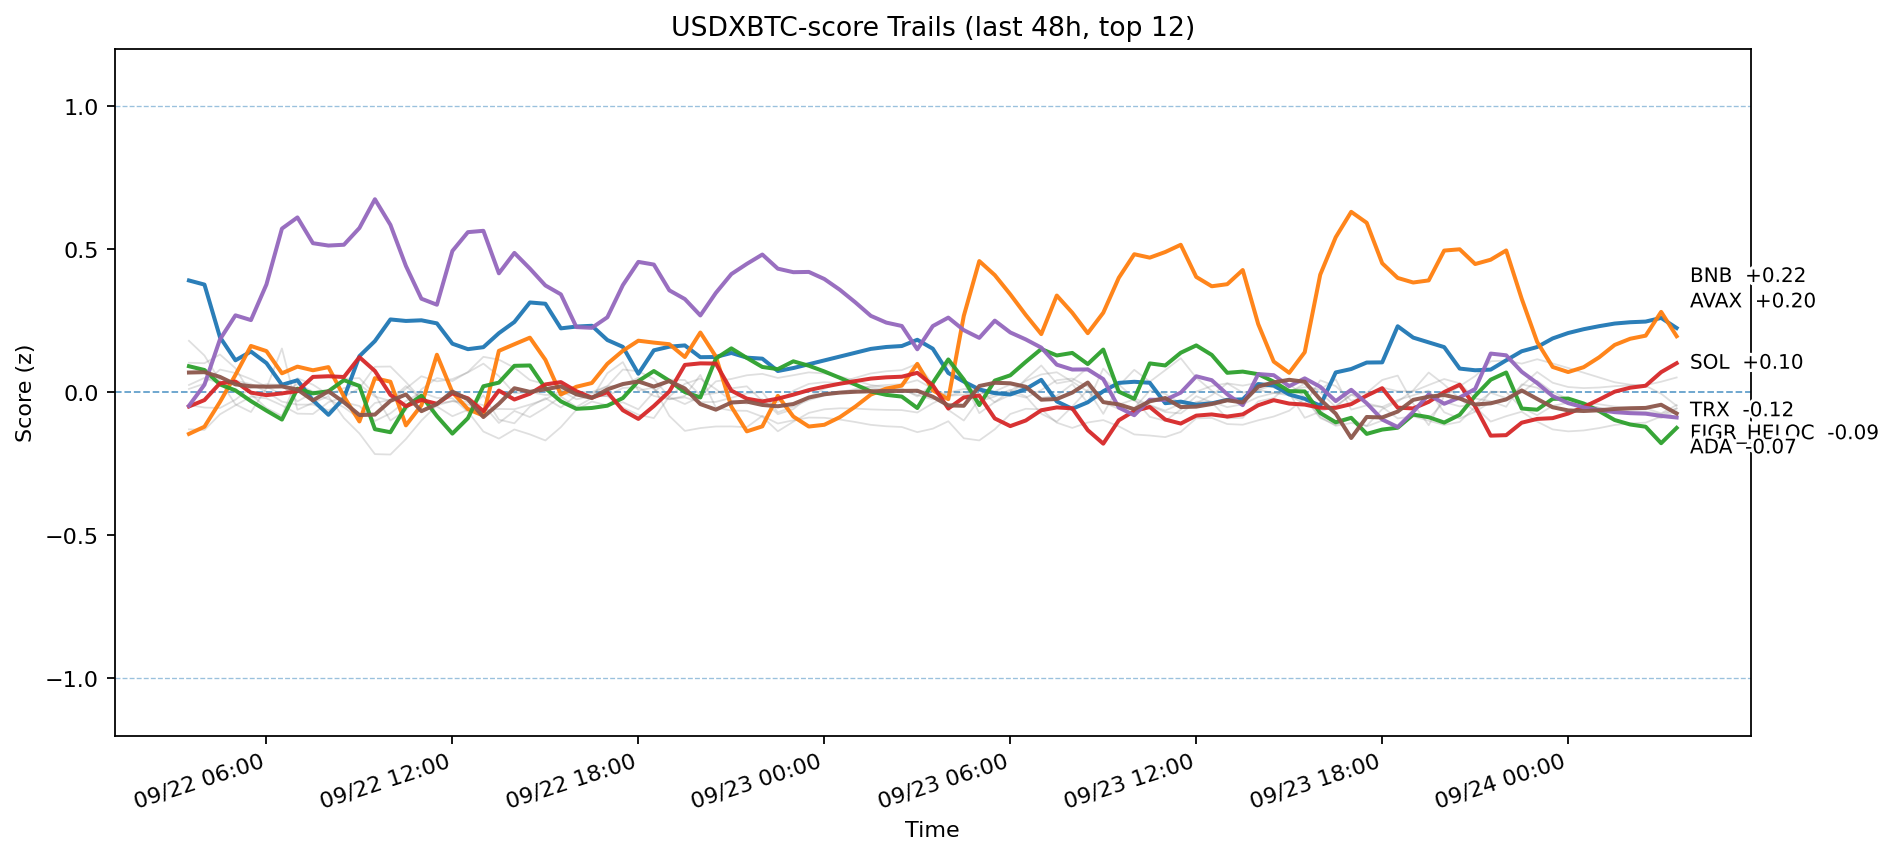 USDXBTC-score Trails (last 48h, top 12)
Score (z)
1.0
0.5
0.0
−0.5
−1.0
BNB +0.22
AVAX +0.20
SOL +0.10
TRX -0.12
FIGR_HELOC -0.09
ADA -0.07
09/22 06:00
09/22 12:00
09/22 18:00
09/23 00:00
09/23 06:00
09/23 12:00
09/23 18:00
09/24 00:00
Time